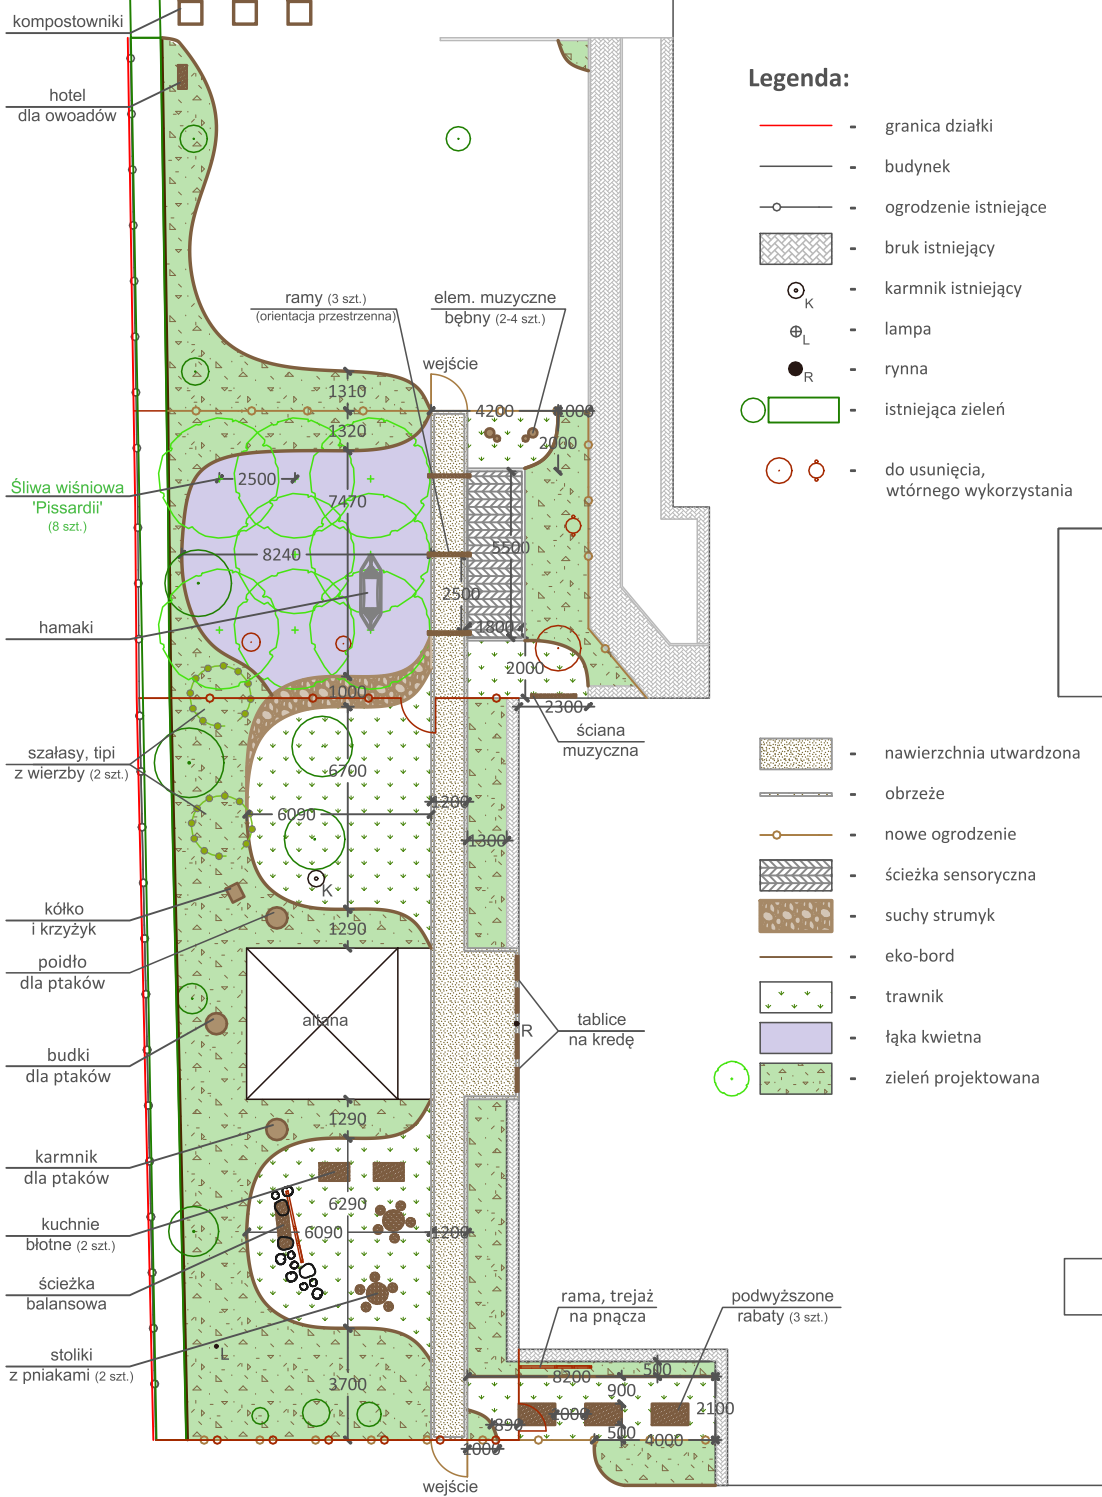 kompostowniki
hotel
dla owoadów
Legenda:
granica działki
budynek
ogrodzenie istniejące
bruk istniejący
K
karmnik istniejący
L
lampa
R
rynna
istniejąca zieleń
do usunięcia,
wtórnego wykorzystania
ramy (3 szt.)
(orientacja przestrzenna)
elem. muzyczne
bębny (2-4 szt.)
wejście
1310
4200
1000
1320
2000
Śliwa wiśniowa
'Pissardii'
(8 szt.)
2500
7470
8240
5500
2500
hamaki
1800
2000
1000
2300
ściana
muzyczna
szałasy, tipi
z wierzby (2 szt.)
6700
1200
6090
1300
K
kółko
i krzyżyk
1290
poidło
dla ptaków
altana
R
tablice
na kredę
budki
dla ptaków
1290
karmnik
dla ptaków
6290
kuchnie
błotne (2 szt.)
6090
1200
ścieżka
balansowa
stoliki
z pniakami (2 szt.)
L
3700
rama, trejaż
na pnącza
podwyższone
rabaty (3 szt.)
500
8200
900
2100
1000
890
500
4000
1000
wejście
nawierzchnia utwardzona
obrzeże
nowe ogrodzenie
ścieżka sensoryczna
suchy strumyk
eko-bord
trawnik
łąka kwietna
zieleń projektowana